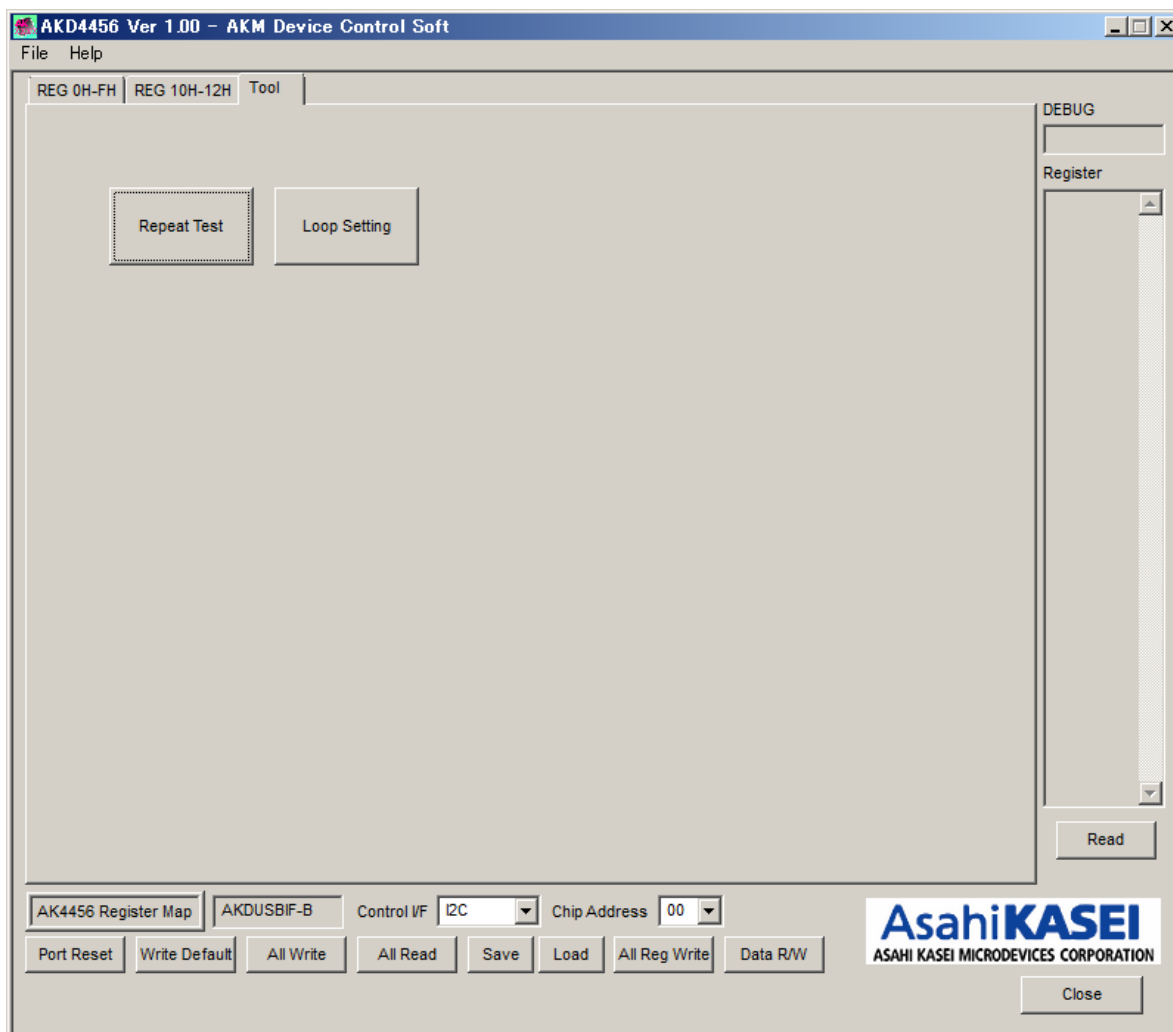 AKD4456 Ver 1.00 - AKM Device Control Soft
File Help
REG 0H-FH REG 10H-12H Tool
DEBUG
Register
Repeat Test Loop Setting
Read
AK4456 Register Map AKDUSBIF-B Control I/F I2C Chip Address 00
Port Reset Write Default All Write All Read Save Load All Reg Write Data R/W
AsahiKASEI
ASAHI KASEI MICRODEVICES CORPORATION
Close